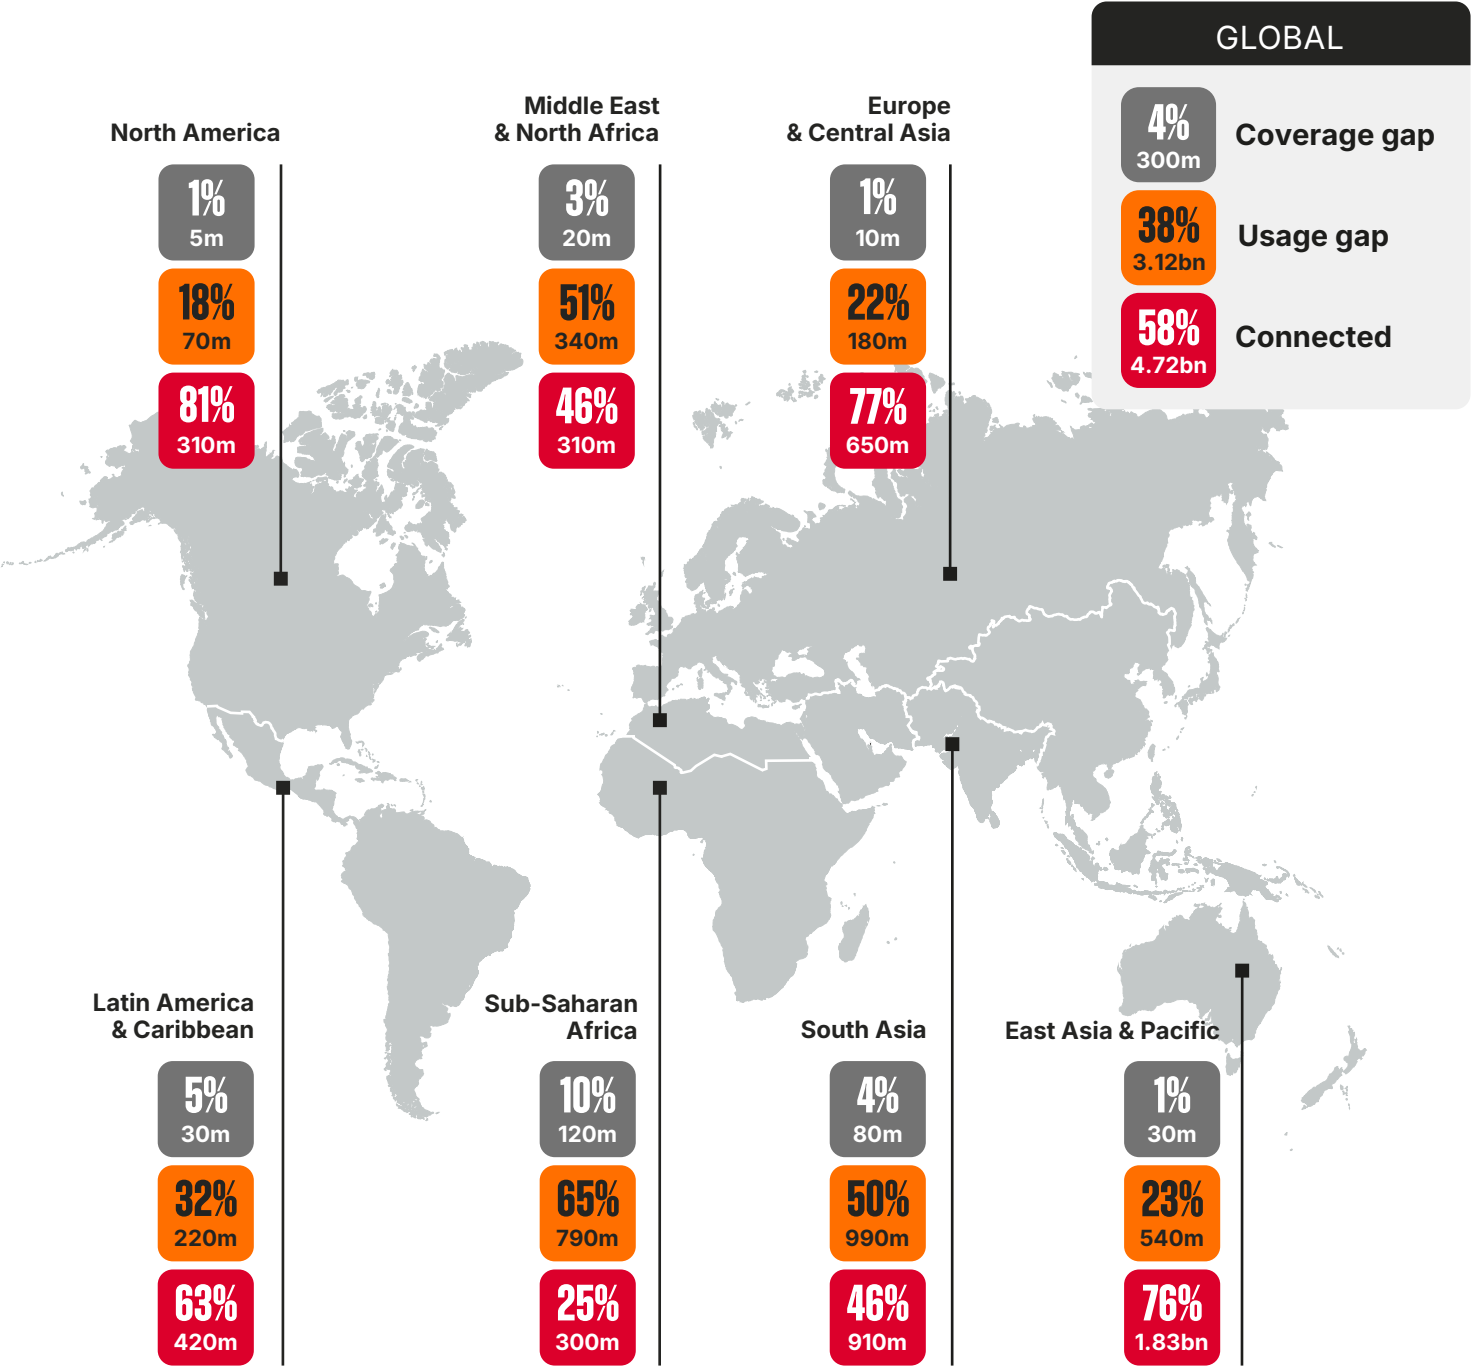 GLOBAL
4%
300m
Coverage gap
38%
3.12bn
Usage gap
58%
4.72bn
Connected
North America
1%
5m
18%
70m
81%
310m
Middle East
& North Africa
3%
20m
51%
340m
46%
310m
Europe
& Central Asia
1%
10m
22%
180m
77%
650m
Latin America
& Caribbean
5%
30m
32%
220m
63%
420m
Sub-Saharan
Africa
10%
120m
65%
790m
25%
300m
South Asia
4%
80m
50%
990m
46%
910m
East Asia & Pacific
1%
30m
23%
540m
76%
1.83bn